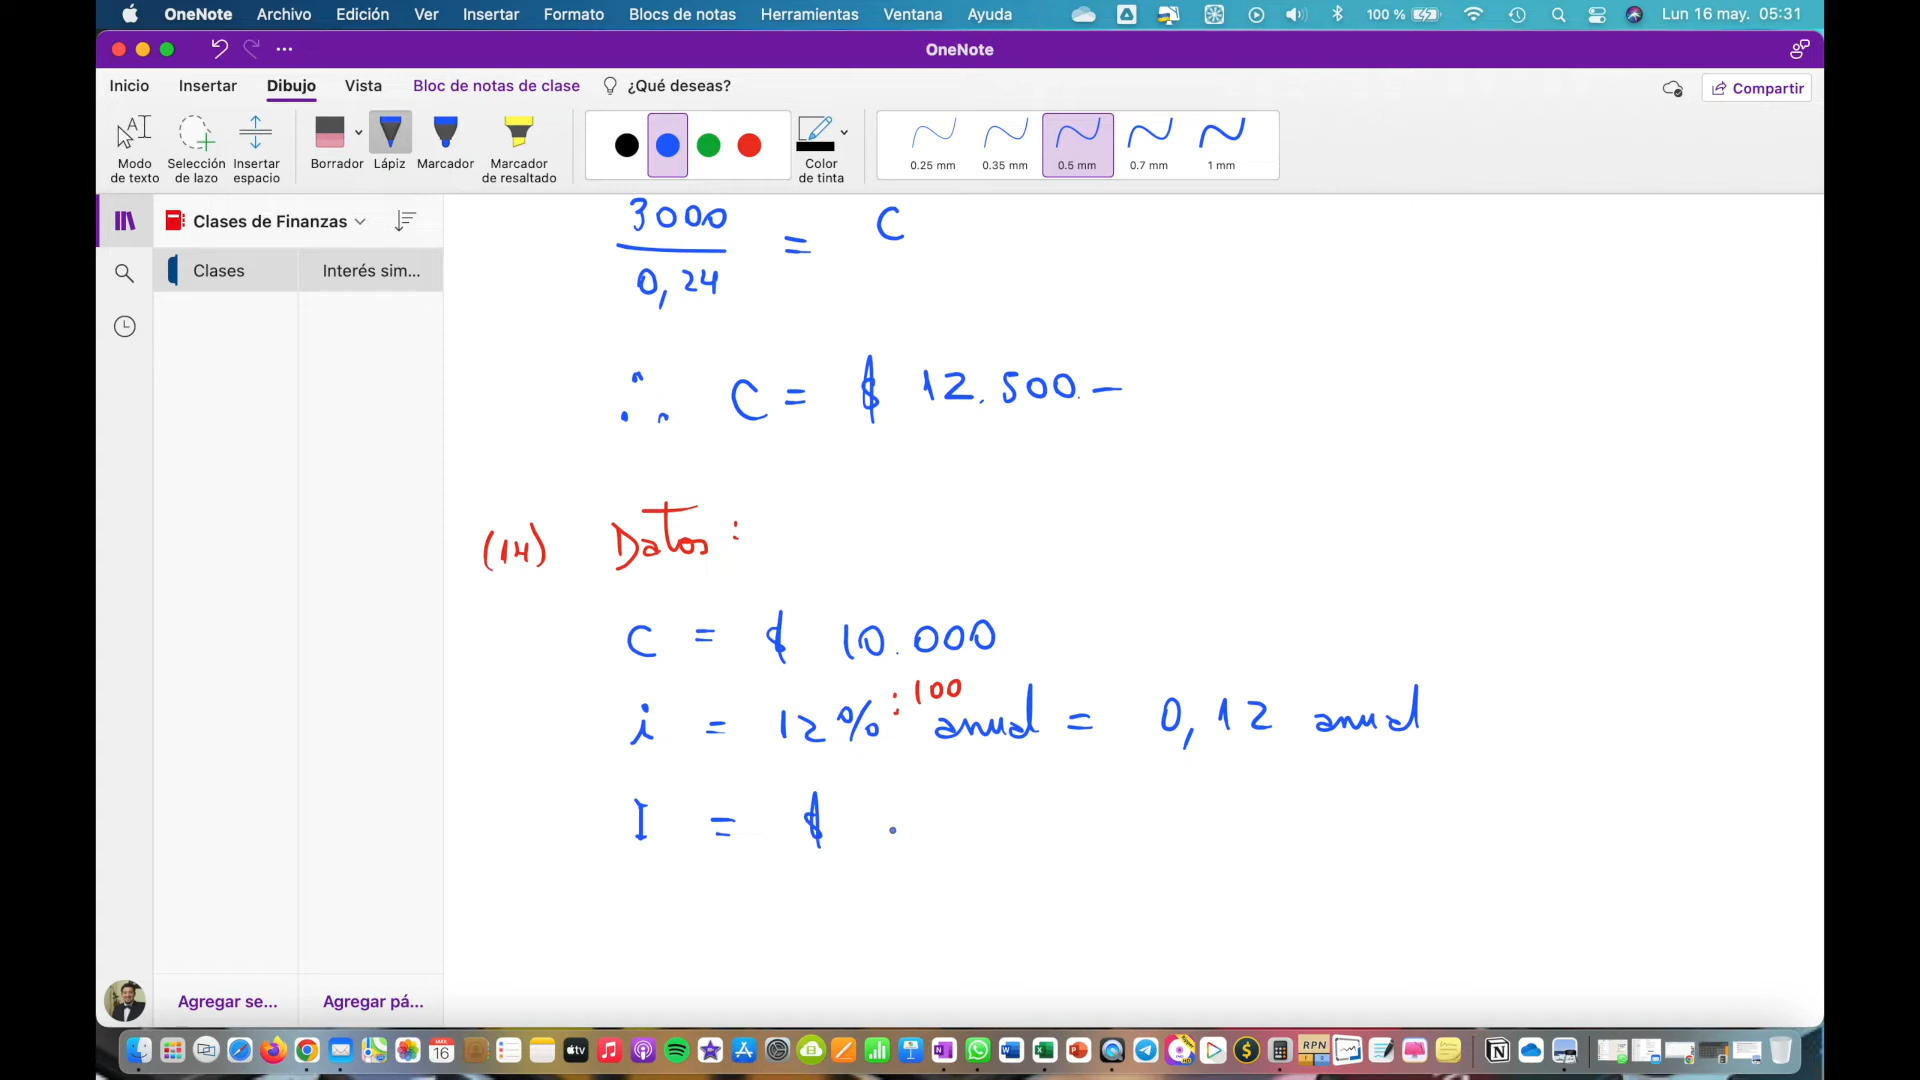 OneNote Archivo Edición Ver Insertar Formato Blocs de notas Herramientas Ventana Ayuda 100 % Lun 16 may. 05:31
OneNote
Inicio Insertar Dibujo Vista Bloc de notas de clase ¿Qué deseas? Compartir
Modo de texto
Selección de lazo
Insertar espacio
Borrador
Lápiz
Marcador
Marcador de resaltado
Color de tinta
0.25 mm 0.35 mm 0.5 mm 0.7 mm 1 mm
Clases de Finanzas
Clases Interés sim...
3000
0,24
= C
∴ C = $ 12.500.-
(14) Datos:
C = $ 10.000
i = 12% :100 anual = 0,12 anual
I = $
Agregar se... Agregar pá...
MAY 16
tv
RPN